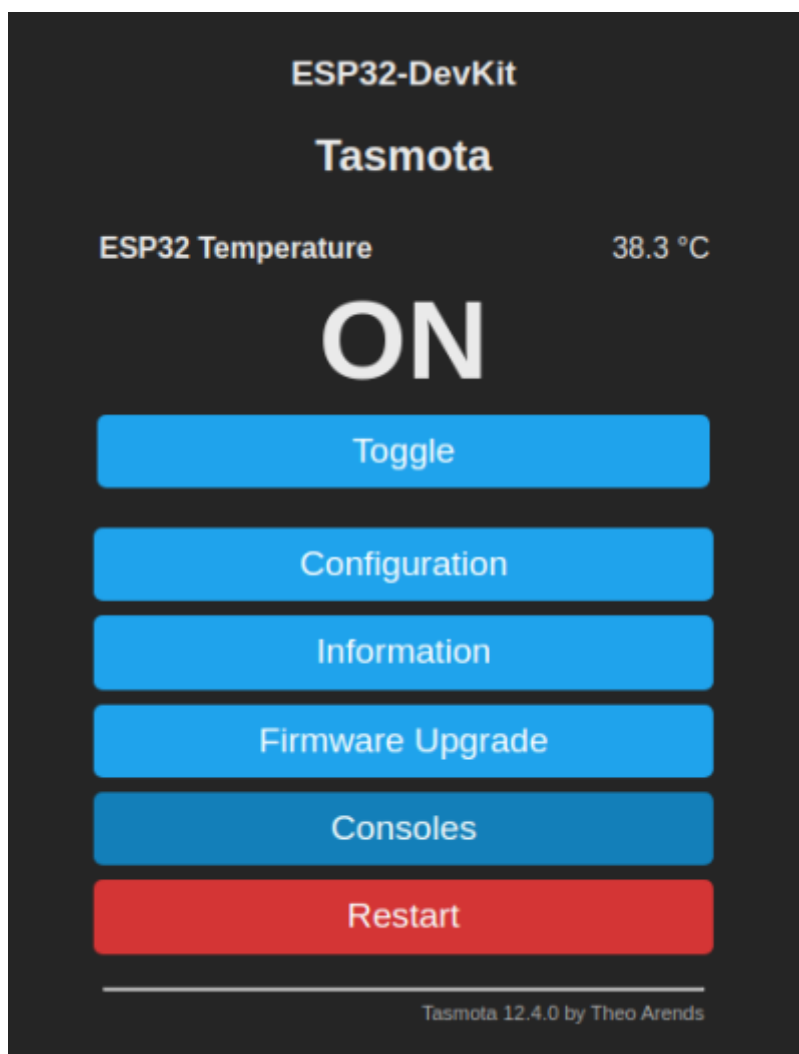 ESP32-DevKit
Tasmota
ESP32 Temperature 38.3 °C
ON
Toggle
Configuration
Information
Firmware Upgrade
Consoles
Restart
Tasmota 12.4.0 by Theo Arends